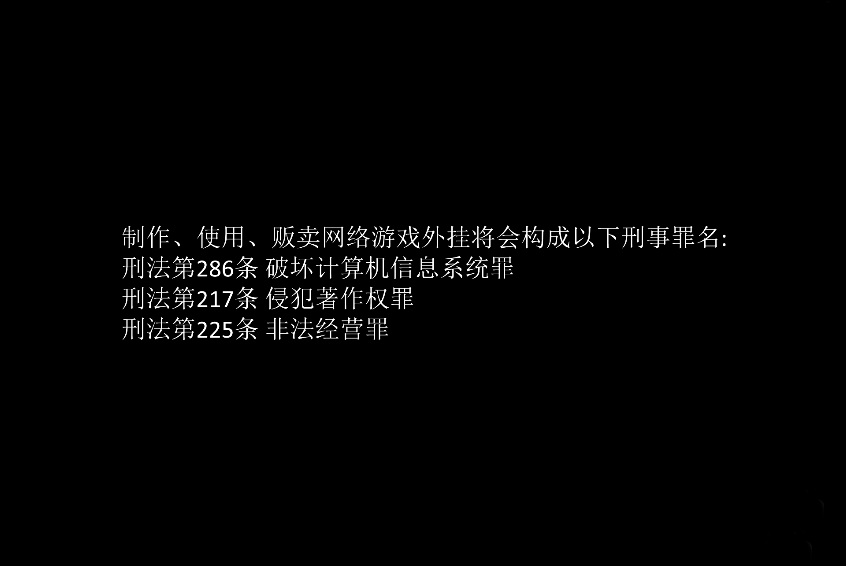 制作、使用、贩卖网络游戏外挂将会构成以下刑事罪名:
刑法第286条 破坏计算机信息系统罪
刑法第217条 侵犯著作权罪
刑法第225条 非法经营罪